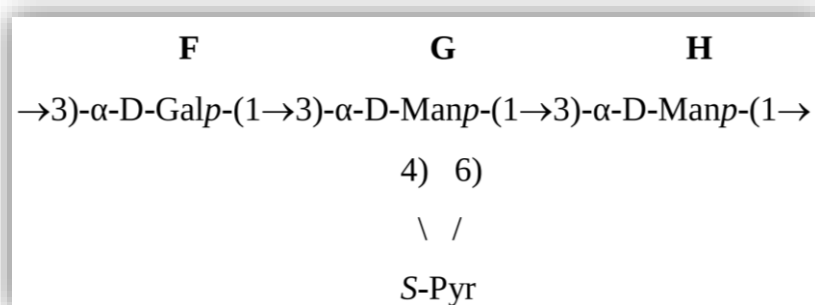 F G H
→3)-α-D-Galp-(1→3)-α-D-Manp-(1→3)-α-D-Manp-(1→
4) 6)
\ /
S-Pyr